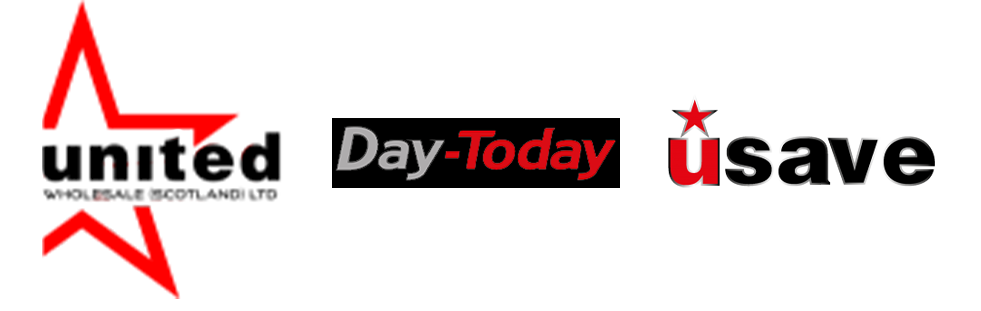 united
WHOLESALE (SCOTLAND) LTD
Day-Today
usave